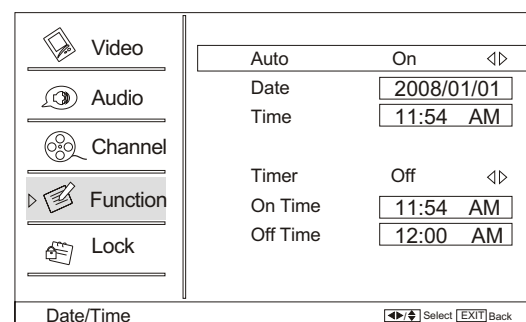 Video
Audio
Channel
Function
Lock
Auto On
Date 2008/01/01
Time 11:54 AM
Timer Off
On Time 11:54 AM
Off Time 12:00 AM
Date/Time
Select EXIT Back